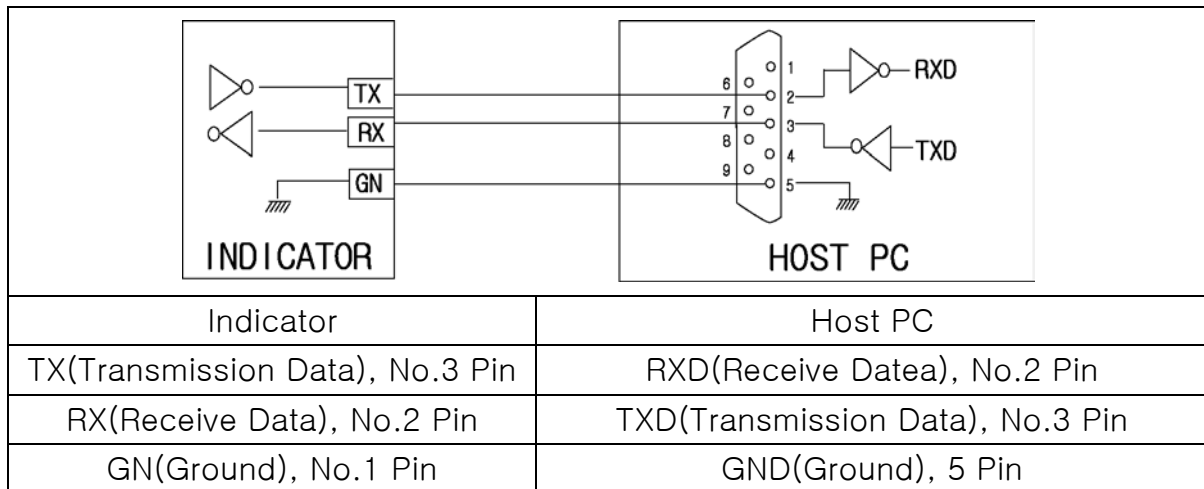 TX
RX
GN
INDICATOR
6
7
8
9
1
2
3
4
5
RXD
TXD
HOST PC
Indicator
Host PC
TX(Transmission Data), No.3 Pin
RXD(Receive Datea), No.2 Pin
RX(Receive Data), No.2 Pin
TXD(Transmission Data), No.3 Pin
GN(Ground), No.1 Pin
GND(Ground), 5 Pin